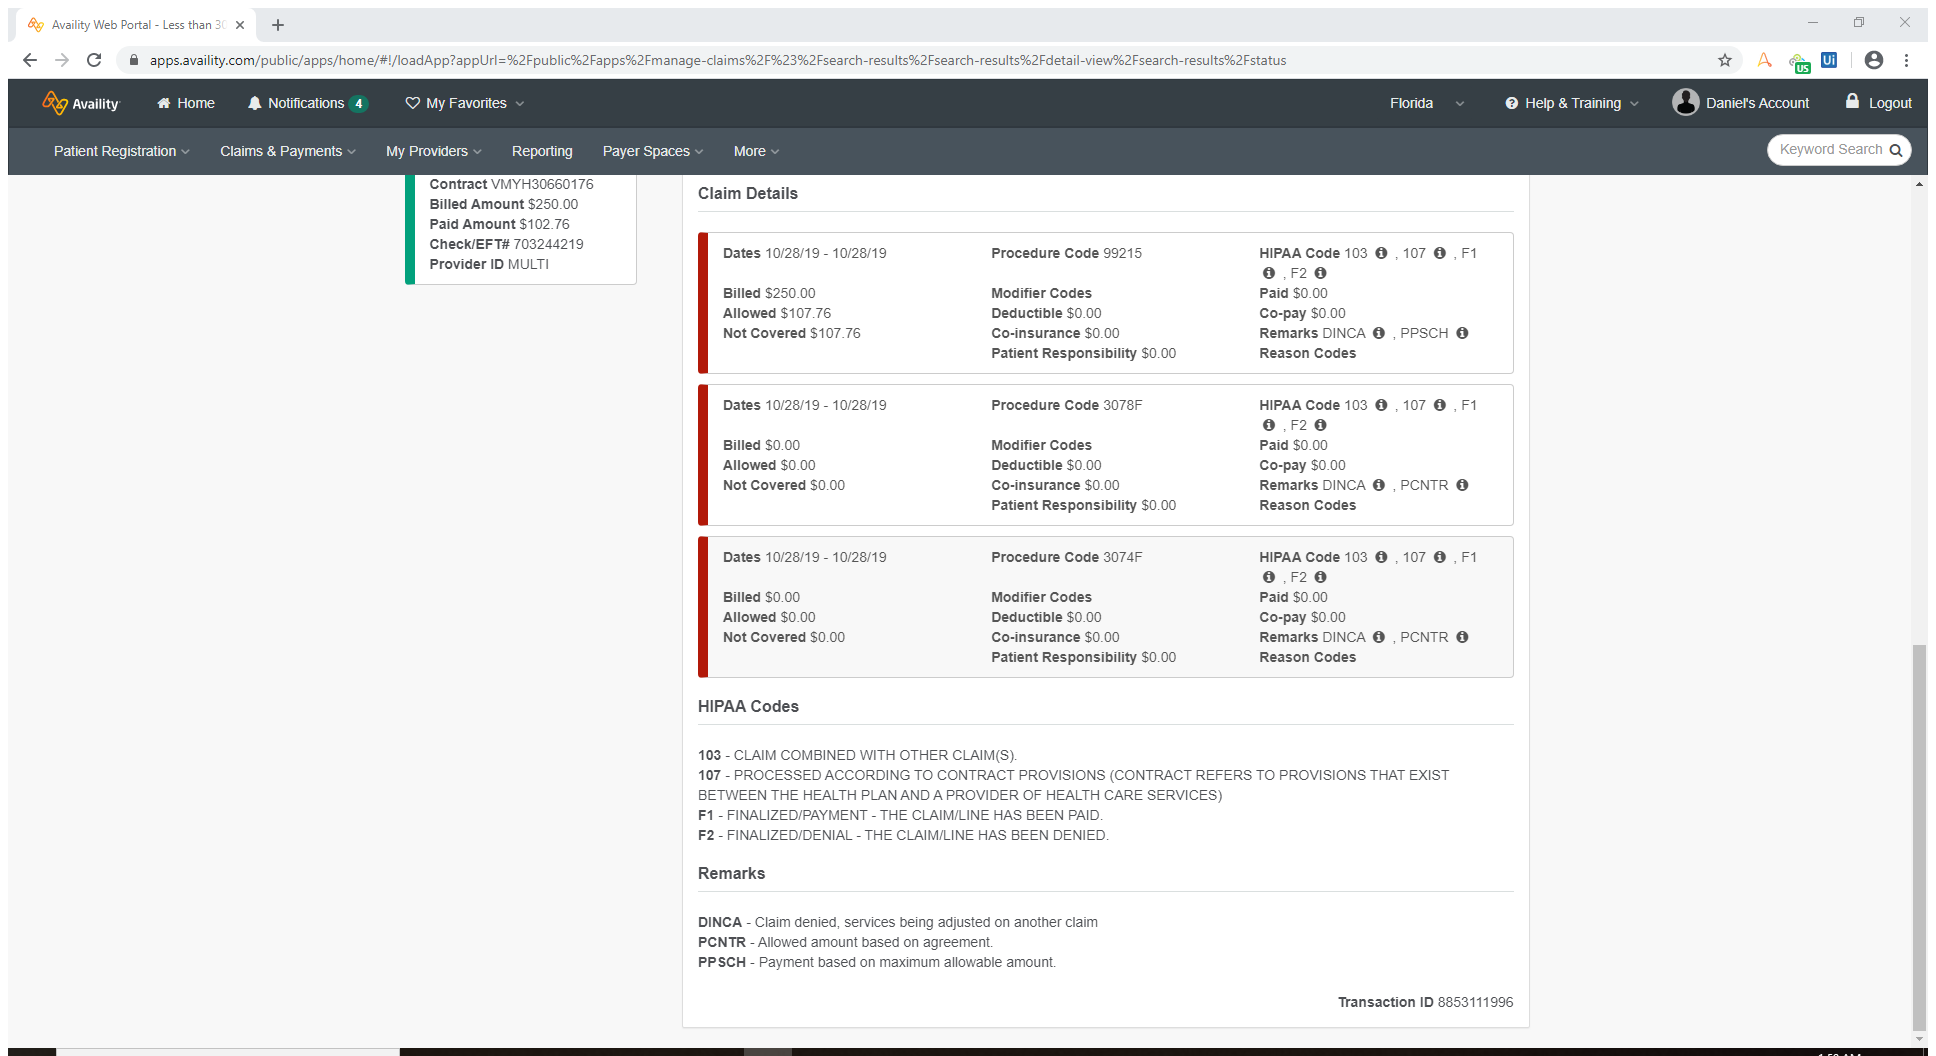 Availity Web Portal - Less than 30
apps.availity.com/public/apps/home/#!/loadApp?appUrl=%2Fpublic%2Fapps%2Fmanage-claims%2F%23%2Fsearch-results%2Fsearch-results%2Fdetail-view%2Fsearch-results%2Fstatus
US
Ui
Availity Home Notifications 4 My Favorites Florida Help & Training Daniel's Account Logout
Patient Registration Claims & Payments My Providers Reporting Payer Spaces More Keyword Search
Contract VMYH30660176
Billed Amount $250.00
Paid Amount $102.76
Check/EFT# 703244219
Provider ID MULTI
Claim Details
Dates 10/28/19 - 10/28/19 Procedure Code 99215 HIPAA Code 103 , 107 , F1
, F2
Billed $250.00 Modifier Codes Paid $0.00
Allowed $107.76 Deductible $0.00 Co-pay $0.00
Not Covered $107.76 Co-insurance $0.00 Remarks DINCA , PPSCH
Patient Responsibility $0.00 Reason Codes
Dates 10/28/19 - 10/28/19 Procedure Code 3078F HIPAA Code 103 , 107 , F1
, F2
Billed $0.00 Modifier Codes Paid $0.00
Allowed $0.00 Deductible $0.00 Co-pay $0.00
Not Covered $0.00 Co-insurance $0.00 Remarks DINCA , PCNTR
Patient Responsibility $0.00 Reason Codes
Dates 10/28/19 - 10/28/19 Procedure Code 3074F HIPAA Code 103 , 107 , F1
, F2
Billed $0.00 Modifier Codes Paid $0.00
Allowed $0.00 Deductible $0.00 Co-pay $0.00
Not Covered $0.00 Co-insurance $0.00 Remarks DINCA , PCNTR
Patient Responsibility $0.00 Reason Codes
HIPAA Codes
103 - CLAIM COMBINED WITH OTHER CLAIM(S).
107 - PROCESSED ACCORDING TO CONTRACT PROVISIONS (CONTRACT REFERS TO PROVISIONS THAT EXIST
BETWEEN THE HEALTH PLAN AND A PROVIDER OF HEALTH CARE SERVICES)
F1 - FINALIZED/PAYMENT - THE CLAIM/LINE HAS BEEN PAID.
F2 - FINALIZED/DENIAL - THE CLAIM/LINE HAS BEEN DENIED.
Remarks
DINCA - Claim denied, services being adjusted on another claim
PCNTR - Allowed amount based on agreement.
PPSCH - Payment based on maximum allowable amount.
Transaction ID 8853111996